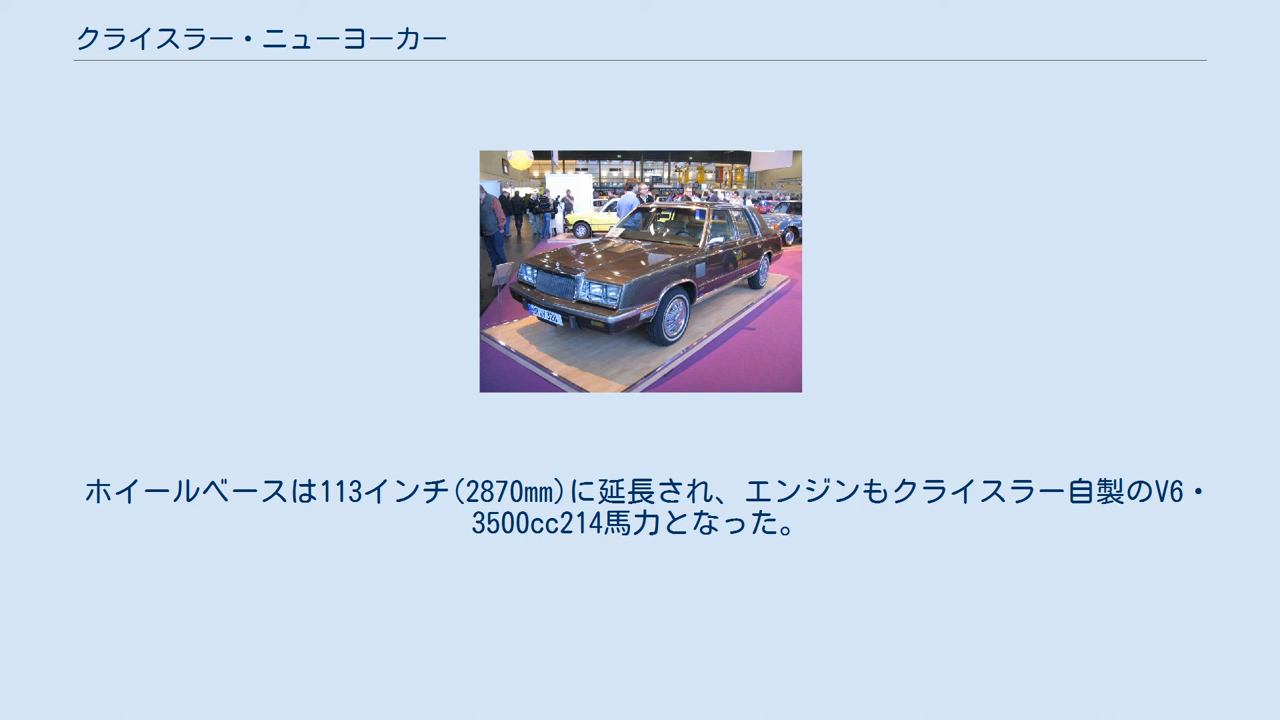 クライスラー・ニューヨーカー
ホイールベースは113インチ(2870mm)に延長され、エンジンもクライスラー自製のV6・
3500cc214馬力となった。